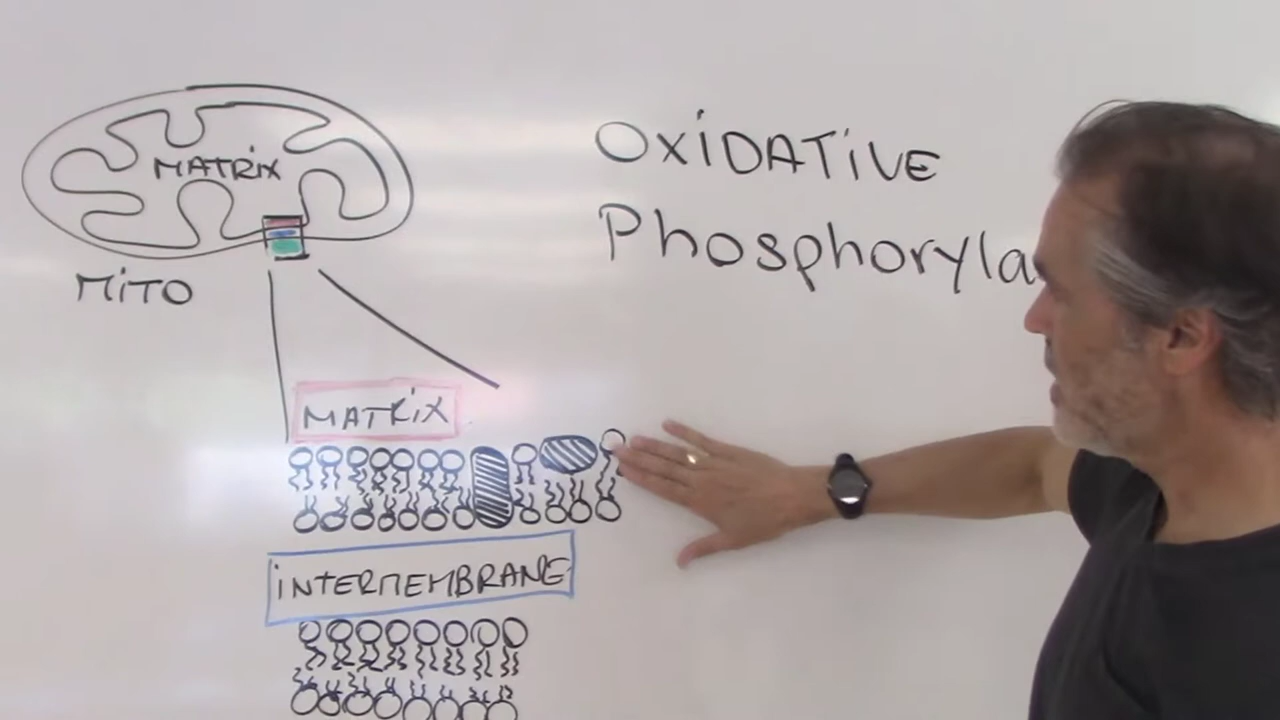 OXiDATiVE
Phosphoryla
MATRiX
MiTO
MATRiX
iNTERMEMBRANE